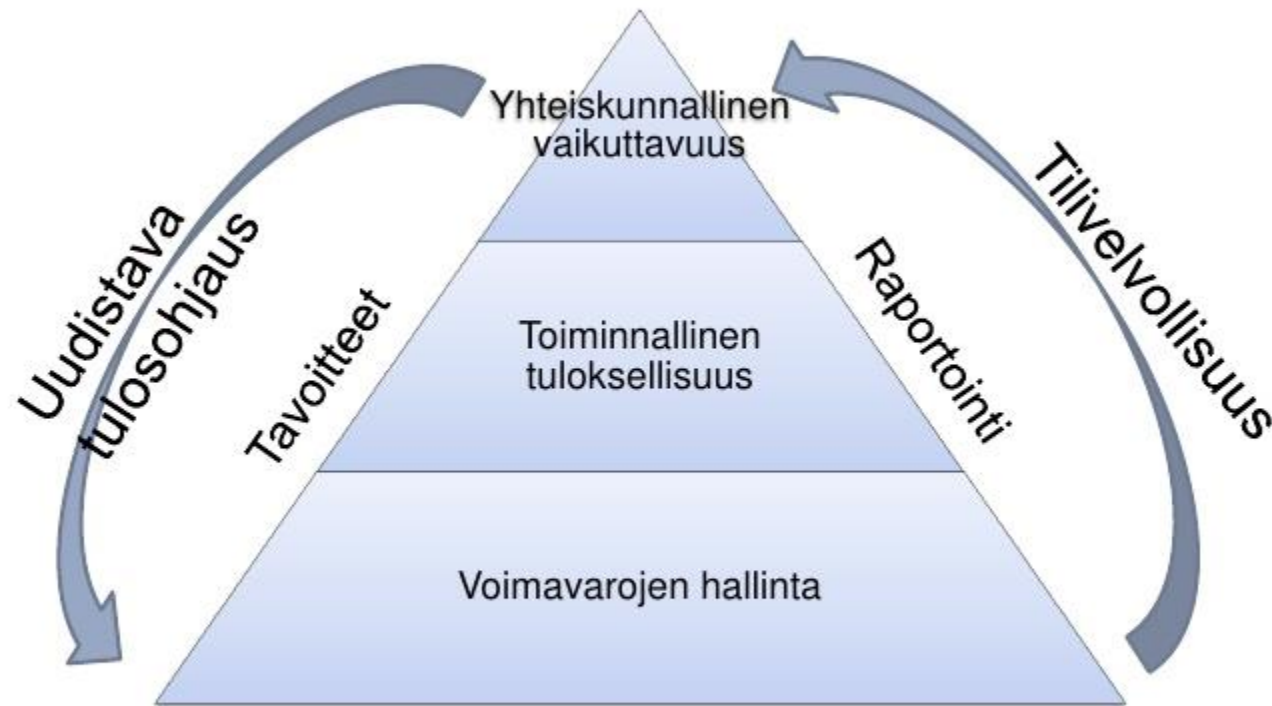 Yhteiskunnallinen
vaikuttavuus
Uudistava
tulosohjaus
Tavoitteet
Toiminnallinen
tuloksellisuus
Raportointi
Tilivelvollisuus
Voimavarojen hallinta